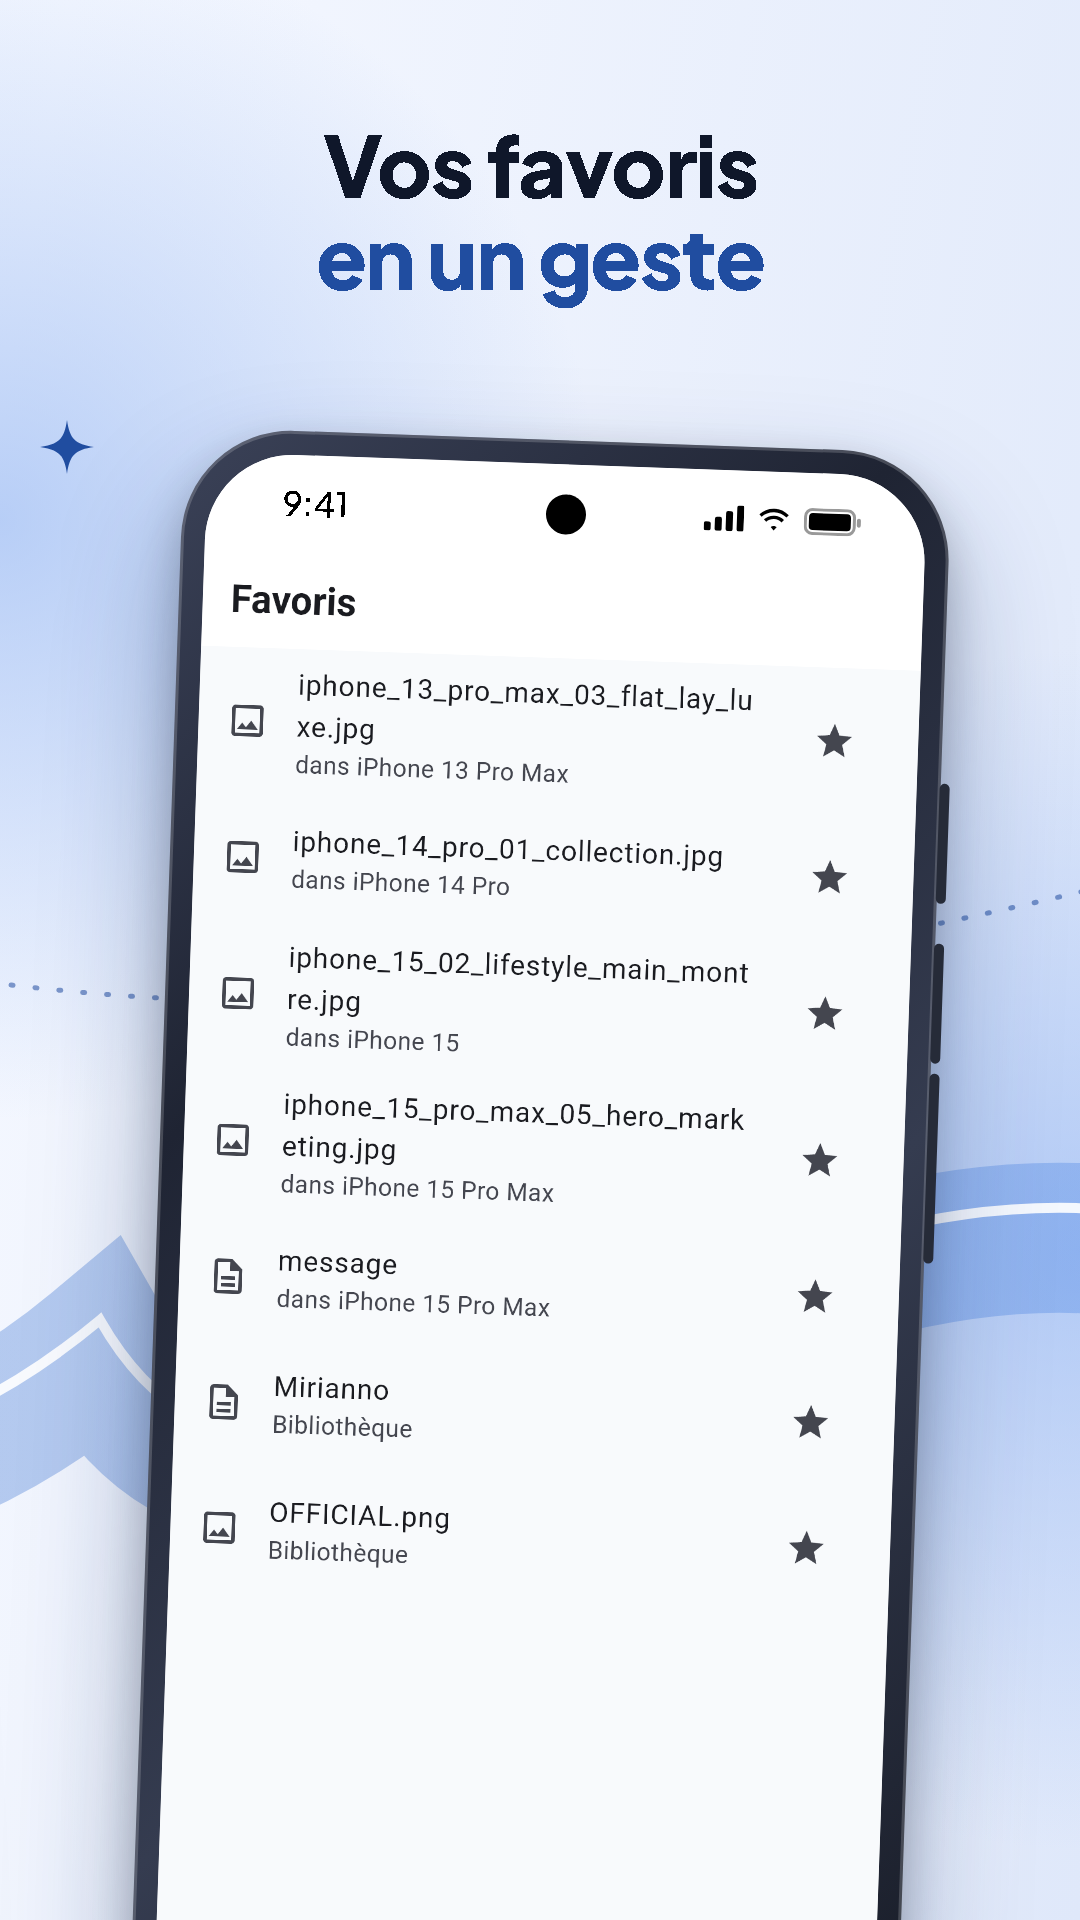 Vos favoris
en un geste
9:41
Favoris
iphone_13_pro_max_03_flat_lay_lu
xe.jpg
dans iPhone 13 Pro Max
iphone_14_pro_01_collection.jpg
dans iPhone 14 Pro
iphone_15_02_lifestyle_main_mont
re.jpg
dans iPhone 15
iphone_15_pro_max_05_hero_mark
eting.jpg
dans iPhone 15 Pro Max
message
dans iPhone 15 Pro Max
Mirianno
Bibliothèque
OFFICIAL.png
Bibliothèque